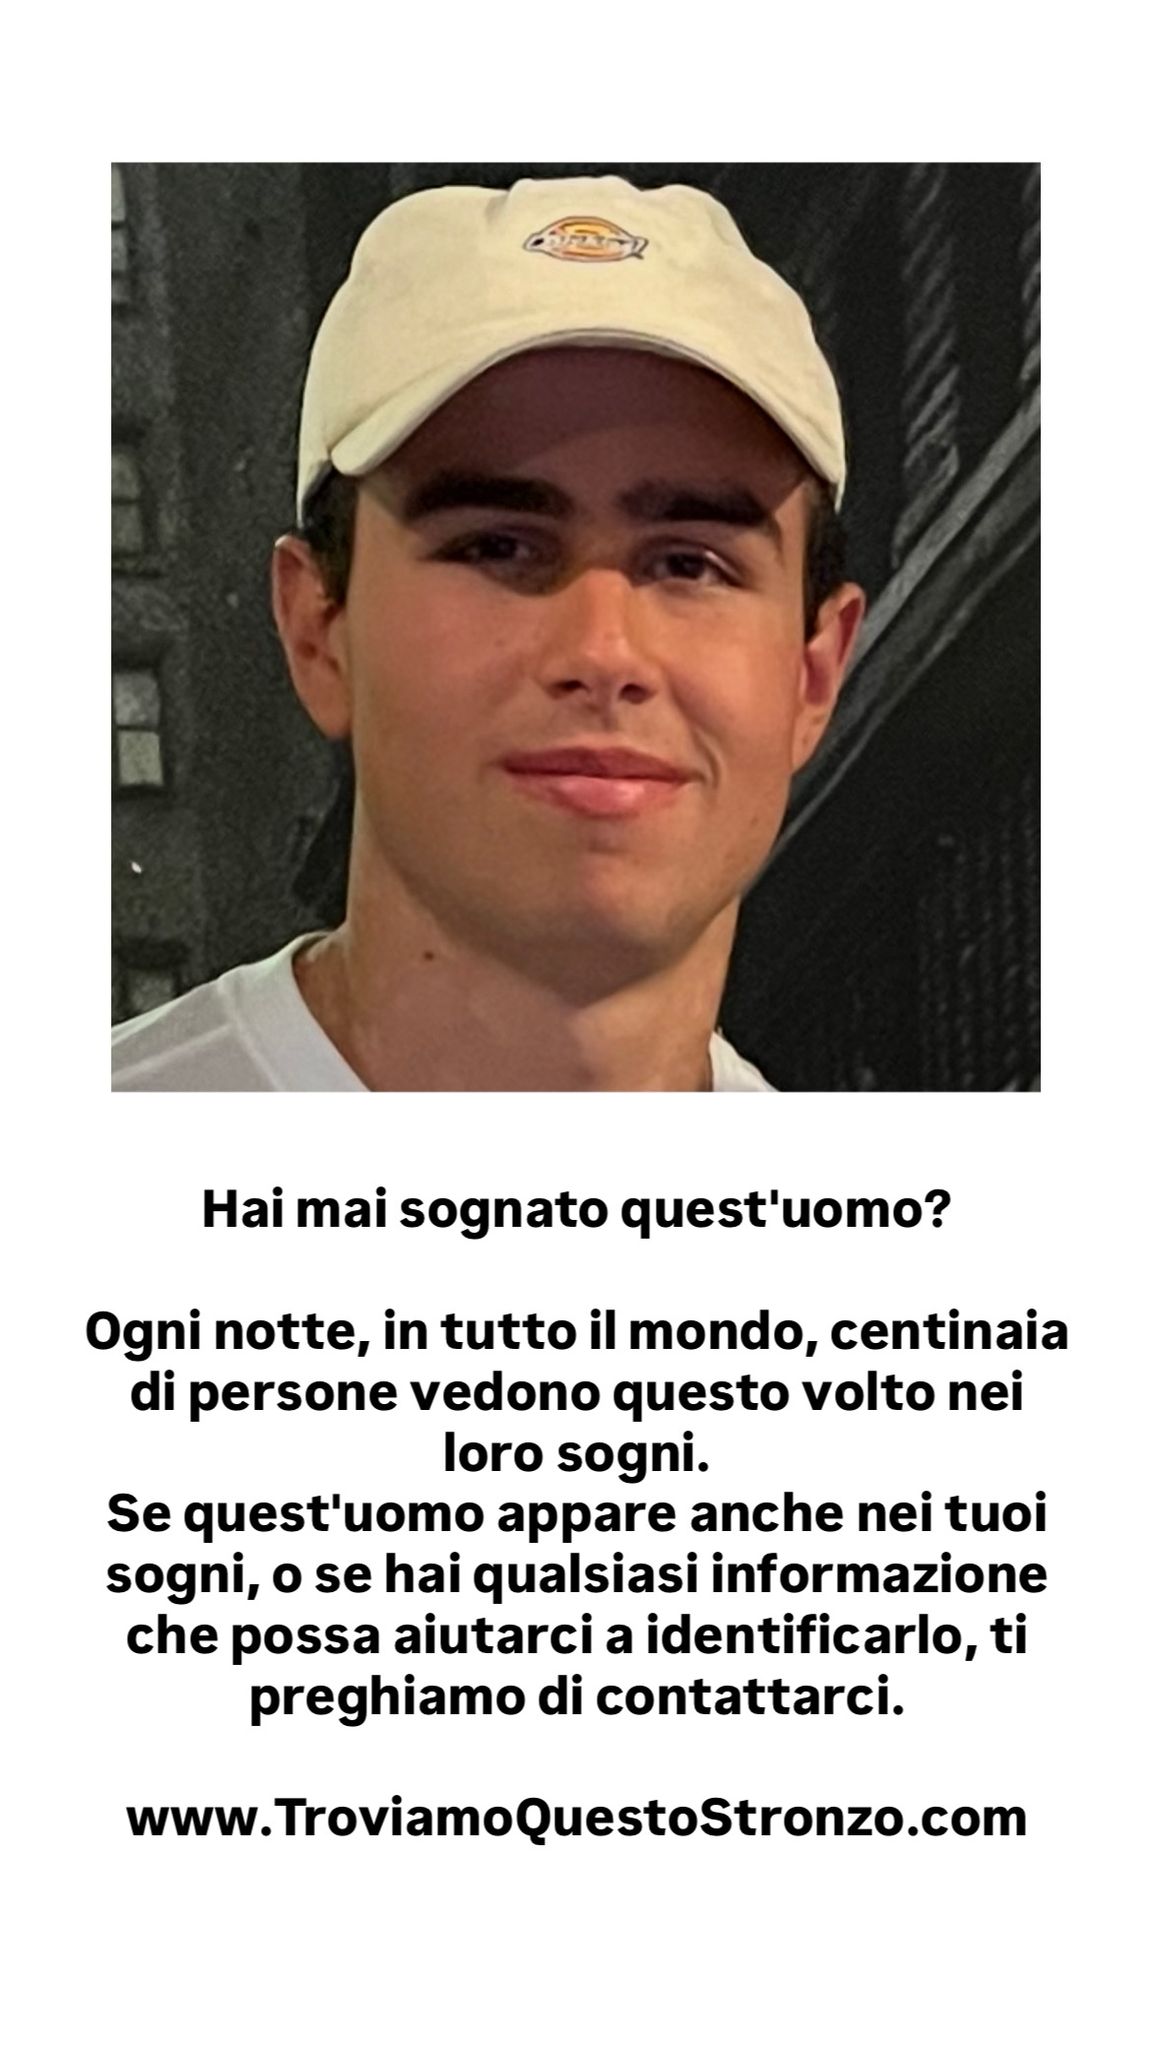 Hai mai sognato quest'uomo?
Ogni notte, in tutto il mondo, centinaia
di persone vedono questo volto nei
loro sogni.
Se quest'uomo appare anche nei tuoi
sogni, o se hai qualsiasi informazione
che possa aiutarci a identificarlo, ti
preghiamo di contattarci.
www.TroviamoQuestoStronzo.com